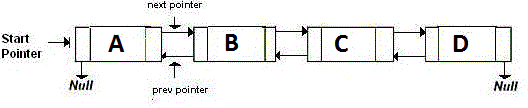 next pointer
Start
Pointer
A B C D
Null
prev pointer
Null